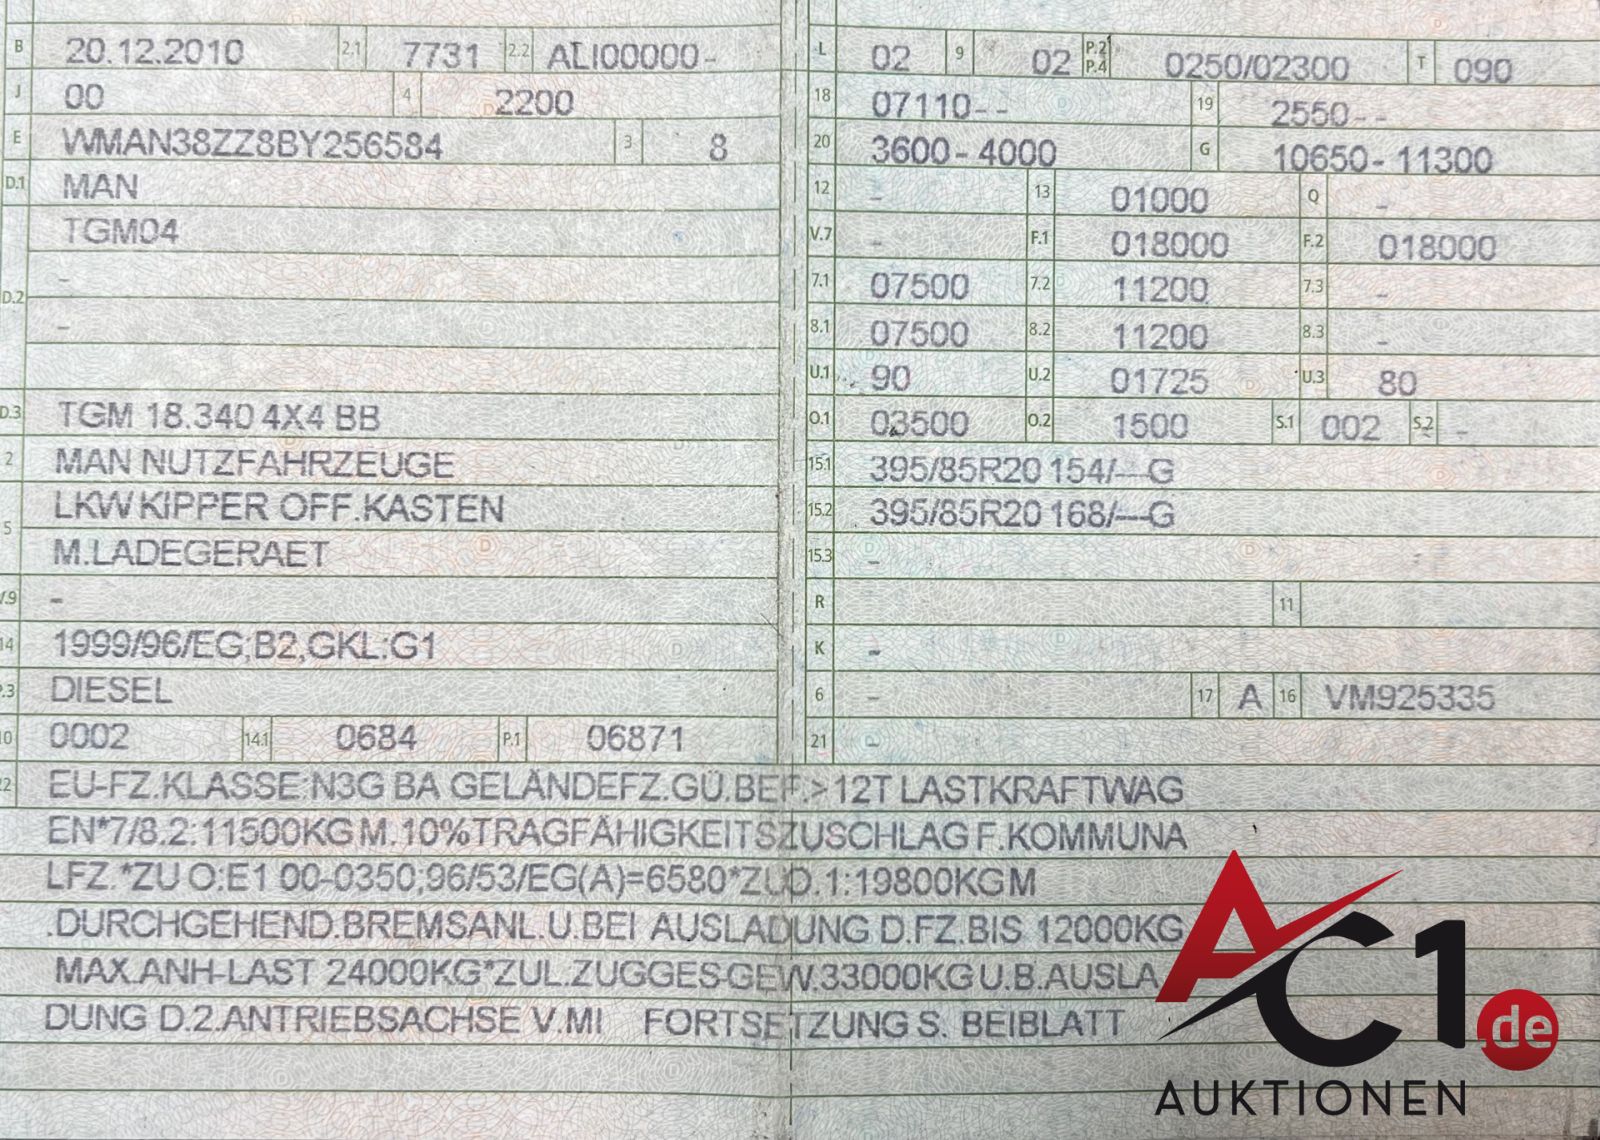 B 20.12.2010 2.1 7731 2.2 ALI00000-
J 00 4 2200
E WMAN38ZZ8BY256584 3 8
D.1 MAN
TGM04
-
D.2
-
D.3 TGM 18.340 4X4 BB
2 MAN NUTZFAHRZEUGE
LKW KIPPER OFF.KASTEN
5
M.LADEGERAET
V.9 -
14 1999/96/EG;B2,GKL:G1
P.3 DIESEL
10 0002 14.1 0684 P.1 06871
L 02 9 02 P.2 P.4 0250/02300 T 090
18 07110-- 19 2550--
20 3600-4000 G 10650-11300
12 - 13 01000 Q -
V.7 - F.1 018000 F.2 018000
7.1 07500 7.2 11200 7.3 -
8.1 07500 8.2 11200 8.3 -
U.1 90 U.2 01725 U.3 80
O.1 03500 O.2 1500 S.1 002 S.2 -
15.1 395/85R20 154/---G
15.2 395/85R20 168/---G
15.3 -
R 11
K -
6 - 17 A 16 VM925335
21 -
22 EU-FZ.KLASSE:N3G BA GELÄNDEFZ.GÜ.BEF.>12T LASTKRAFTWAG
EN*7/8.2:11500KG M.10%TRAGFÄHIGKEITSZUSCHLAG F.KOMMUNA
LFZ.*ZU O:E1 00-0350;96/53/EG(A)=6580*ZU O.1:19800KG M
.DURCHGEHEND.BREMSANL.U.BEI AUSLADUNG D.FZ.BIS 12000KG
MAX.ANH-LAST 24000KG*ZUL.ZUGGES-GEW.33000KG U.B.AUSLA
DUNG D.2.ANTRIEBSACHSE V.MI FORTSETZUNG S. BEIBLATT
AC1.de
AUKTIONEN